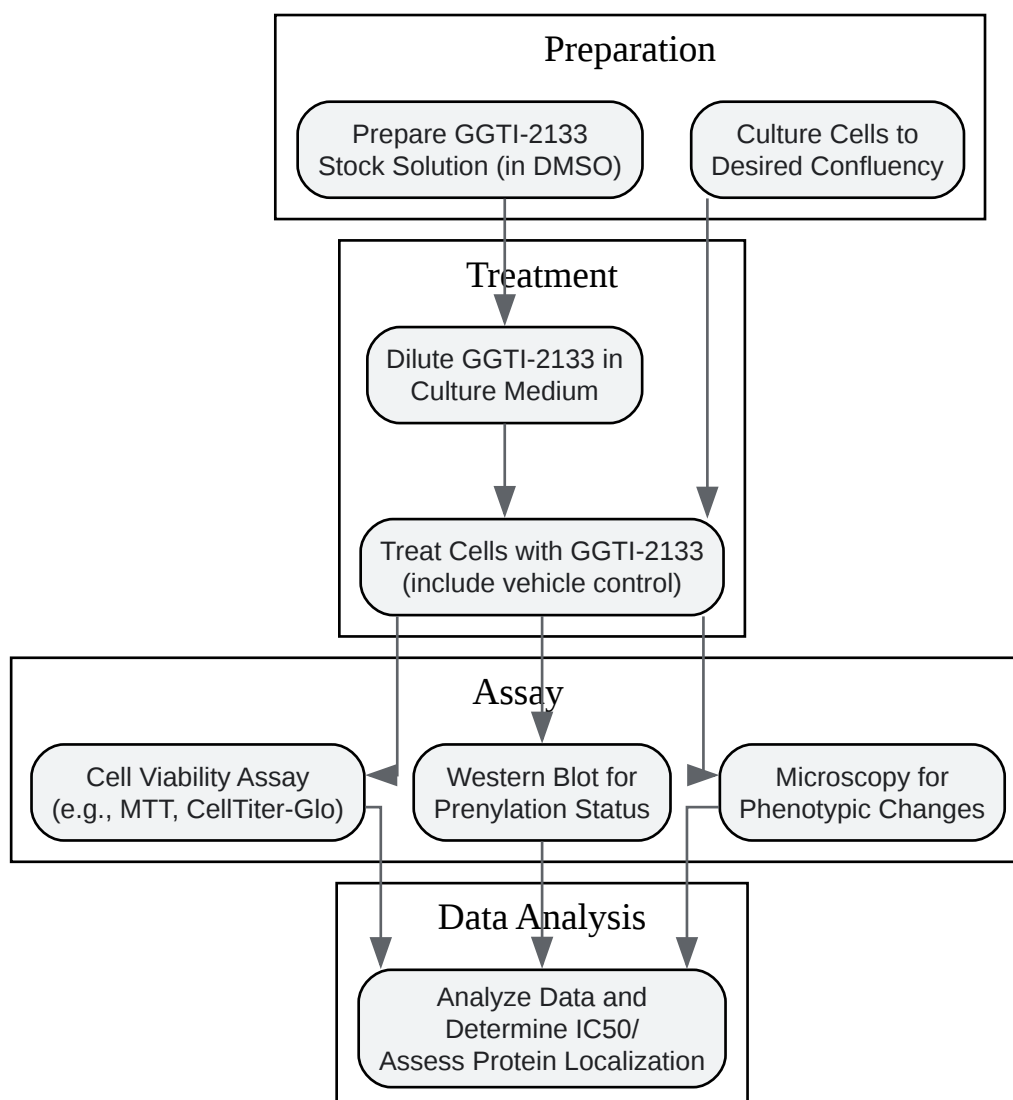 Preparation
Prepare GGTI-2133
Stock Solution (in DMSO)
Culture Cells to
Desired Confluency
Treatment
Dilute GGTI-2133 in
Culture Medium
Treat Cells with GGTI-2133
(include vehicle control)
Assay
Cell Viability Assay
(e.g., MTT, CellTiter-Glo)
Western Blot for
Prenylation Status
Microscopy for
Phenotypic Changes
Data Analysis
Analyze Data and
Determine IC50/
Assess Protein Localization